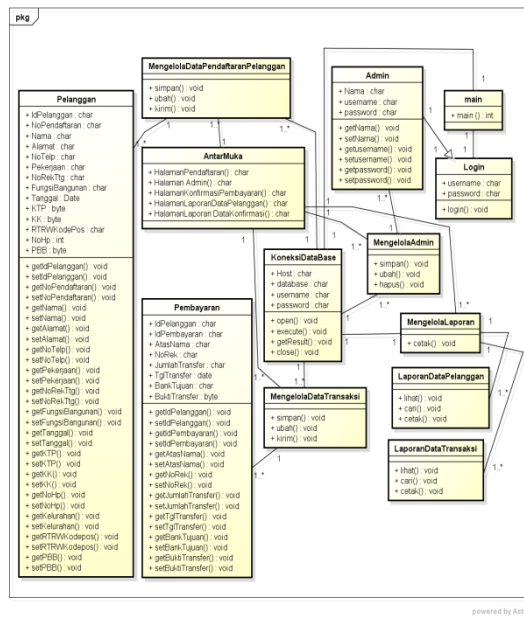 pkg
MengelolaDataPendaftaranPelanggan
+ simpan() : void
+ ubah() : void
+ kirim() : void
Pelanggan
+ IdPelanggan : char
+ NoPendaftaran : char
+ Nama : char
+ Alamat : char
+ NoTelp : char
+ Pekerjaan : char
+ NoRekTtg : char
+ FungsiBangunan : char
+ Tanggal : Date
+ KTP : byte
+ KK : byte
+ RTRWKodePos : char
+ NoHp : int
+ PBB : byte
+ getIdPelanggan() : void
+ setIdPelanggan() : void
+ getNoPendaftaran() : void
+ setNoPendaftaran() : void
+ getNama() : void
+ setNama() : void
+ getAlamat() : void
+ setAlamat() : void
+ getNoTelp() : void
+ setNoTelp() : void
+ getPekerjaan() : void
+ setPekerjaan() : void
+ getNoRekTtg() : void
+ setNoRekTtg() : void
+ getFungsiBangunan() : void
+ setFungsiBangunan() : void
+ getTanggal() : void
+ setTanggal() : void
+ getKTP() : void
+ setKTP() : void
+ getKK() : void
+ setKK() : void
+ getNoHp() : void
+ setNoHp() : void
+ getKelurahan() : void
+ setKelurahan() : void
+ getRTRWKodepos() : void
+ setRTRWKodepos() : void
+ getPBB() : void
+ setPBB() : void
AntarMuka
+ HalamanPendaftaran() : char
+ Halaman Admin() : char
+ HalamanKonfirmasiPembayaran() : char
+ HalamanLaporanDataPelanggan() : char
+ HalamanLaporan DataKonfirmasi() : char
Pembayaran
+ IdPelanggan : char
+ IdPembayaran : char
+ AtasNama : char
+ NoRek : char
+ JumlahTransfer : char
+ TglTransfer : date
+ BankTujuan : char
+ BuktiTransfer : byte
+ getIdPelanggan() : void
+ setIdPelanggan() : void
+ getIdPembayaran() : void
+ setIdPembayaran() : void
+ getAtasNama() : void
+ setAtasNama() : void
+ getNoRek() : void
+ setNoRek() : void
+ getJumlahTransfer() : void
+ setJumlahTransfer() : void
+ getTglTransfer() : void
+ setTglTransfer() : void
+ getBankTujuan() : void
+ setBankTujuan() : void
+ getBuktiTransfer() : void
+ setBuktiTransfer() : void
KoneksiDataBase
+ Host : char
+ database : char
+ username : char
+ password : char
+ open() : void
+ execute() : void
+ getResult() : void
+ close() : void
MengelolaDataTransaksi
+ simpan() : void
+ ubah() : void
+ kirim() : void
Admin
+ Nama : char
+ username : char
+ password : char
+ getNama() : void
+ setNama() : void
+ getusername() : void
+ setusername() : void
+ getpassword() : void
+ setpassword() : void
main
+ main () : int
Login
+ username : char
+ password : char
+ login() : void
MengelolaAdmin
+ simpan() : void
+ ubah() : void
+ hapus() : void
MengelolaLaporan
+ cetak() : void
LaporanDataPelanggan
+ lihat() : void
+ cari() : void
+ cetak() : void
LaporanDataTransaksi
+ lihat() : void
+ cari() : void
+ cetak() : void
1
1..*
powered by Ast